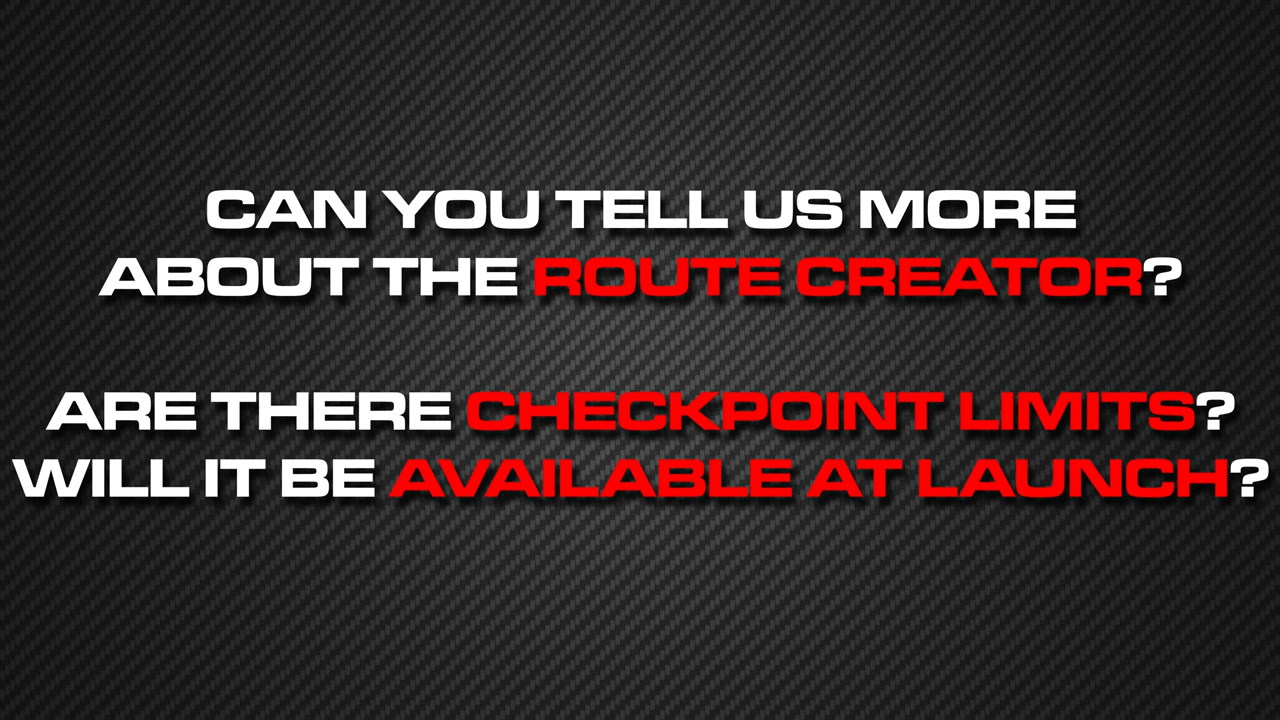 CAN YOU TELL US MORE
ABOUT THE ROUTE CREATOR?
ARE THERE CHECKPOINT LIMITS?
WILL IT BE AVAILABLE AT LAUNCH?